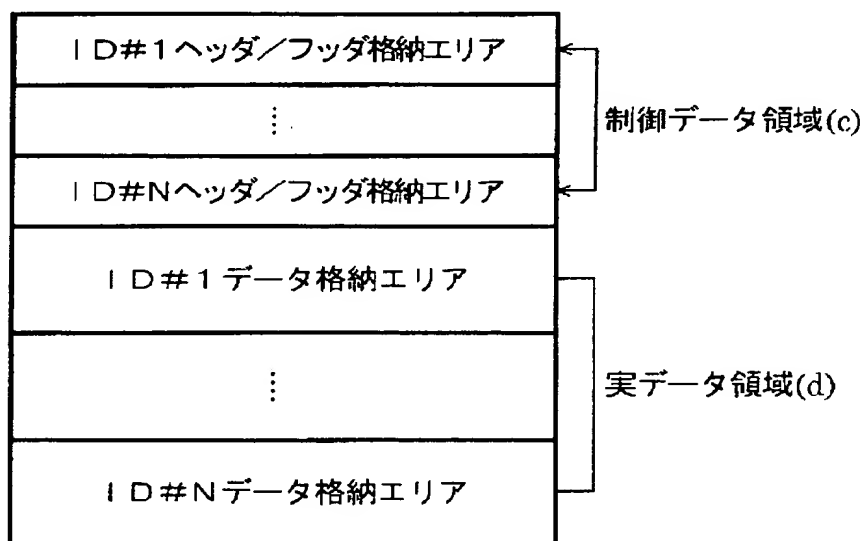 ID#1ヘッダ/フッダ格納エリア
⋮
制御データ領域(c)
ID#Nヘッダ/フッダ格納エリア
ID#1データ格納エリア
⋮
実データ領域(d)
ID#Nデータ格納エリア